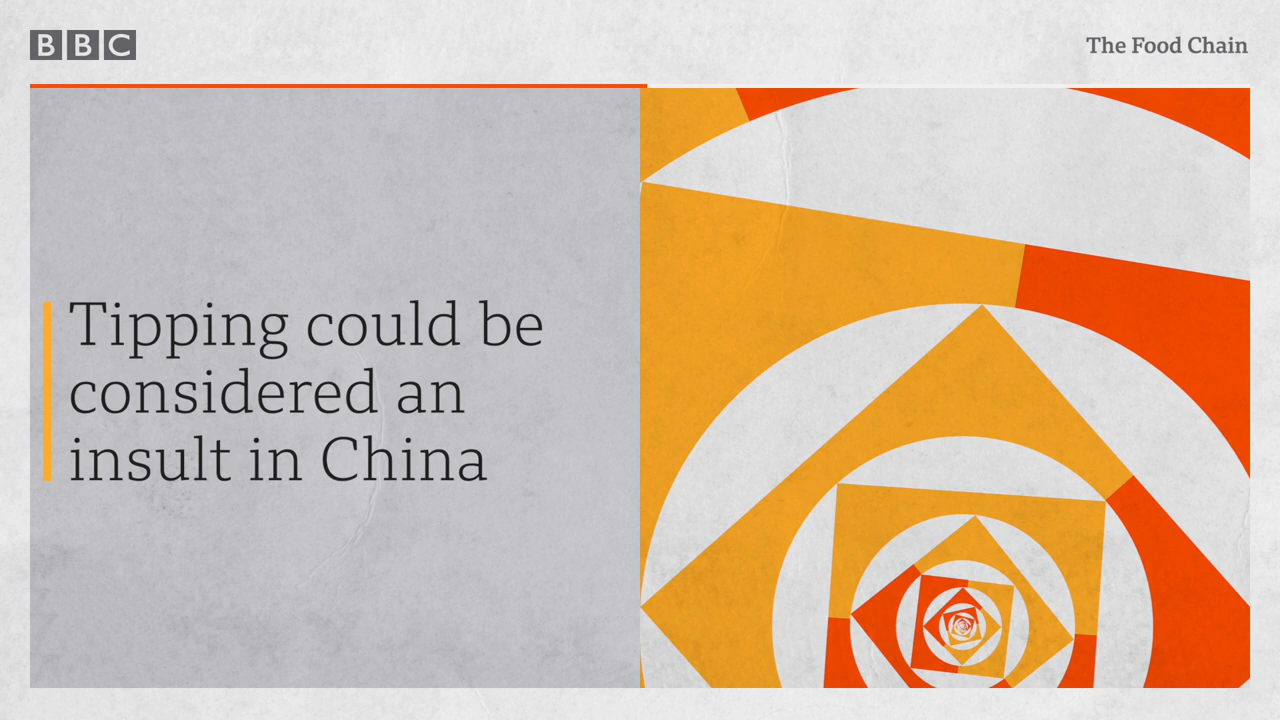 BBC
The Food Chain
Tipping could be
considered an
insult in China